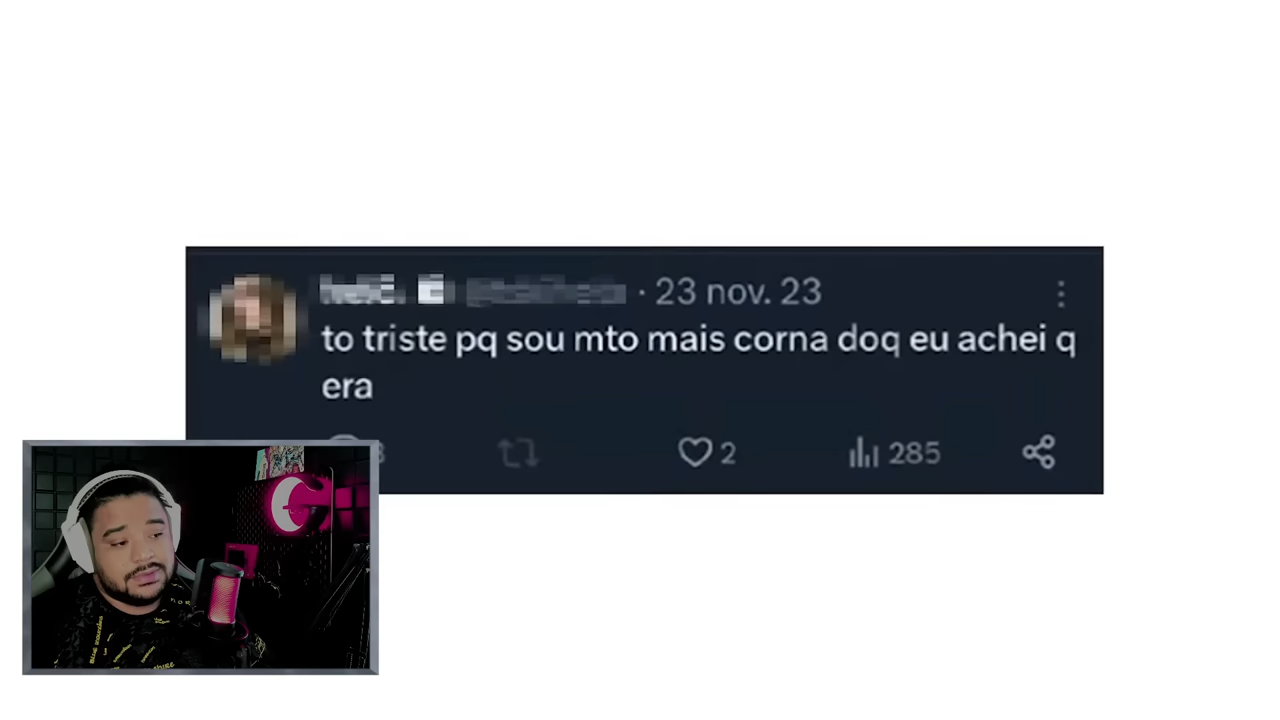 · 23 nov. 23
to triste pq sou mto mais corna doq eu achei q
era
2 285